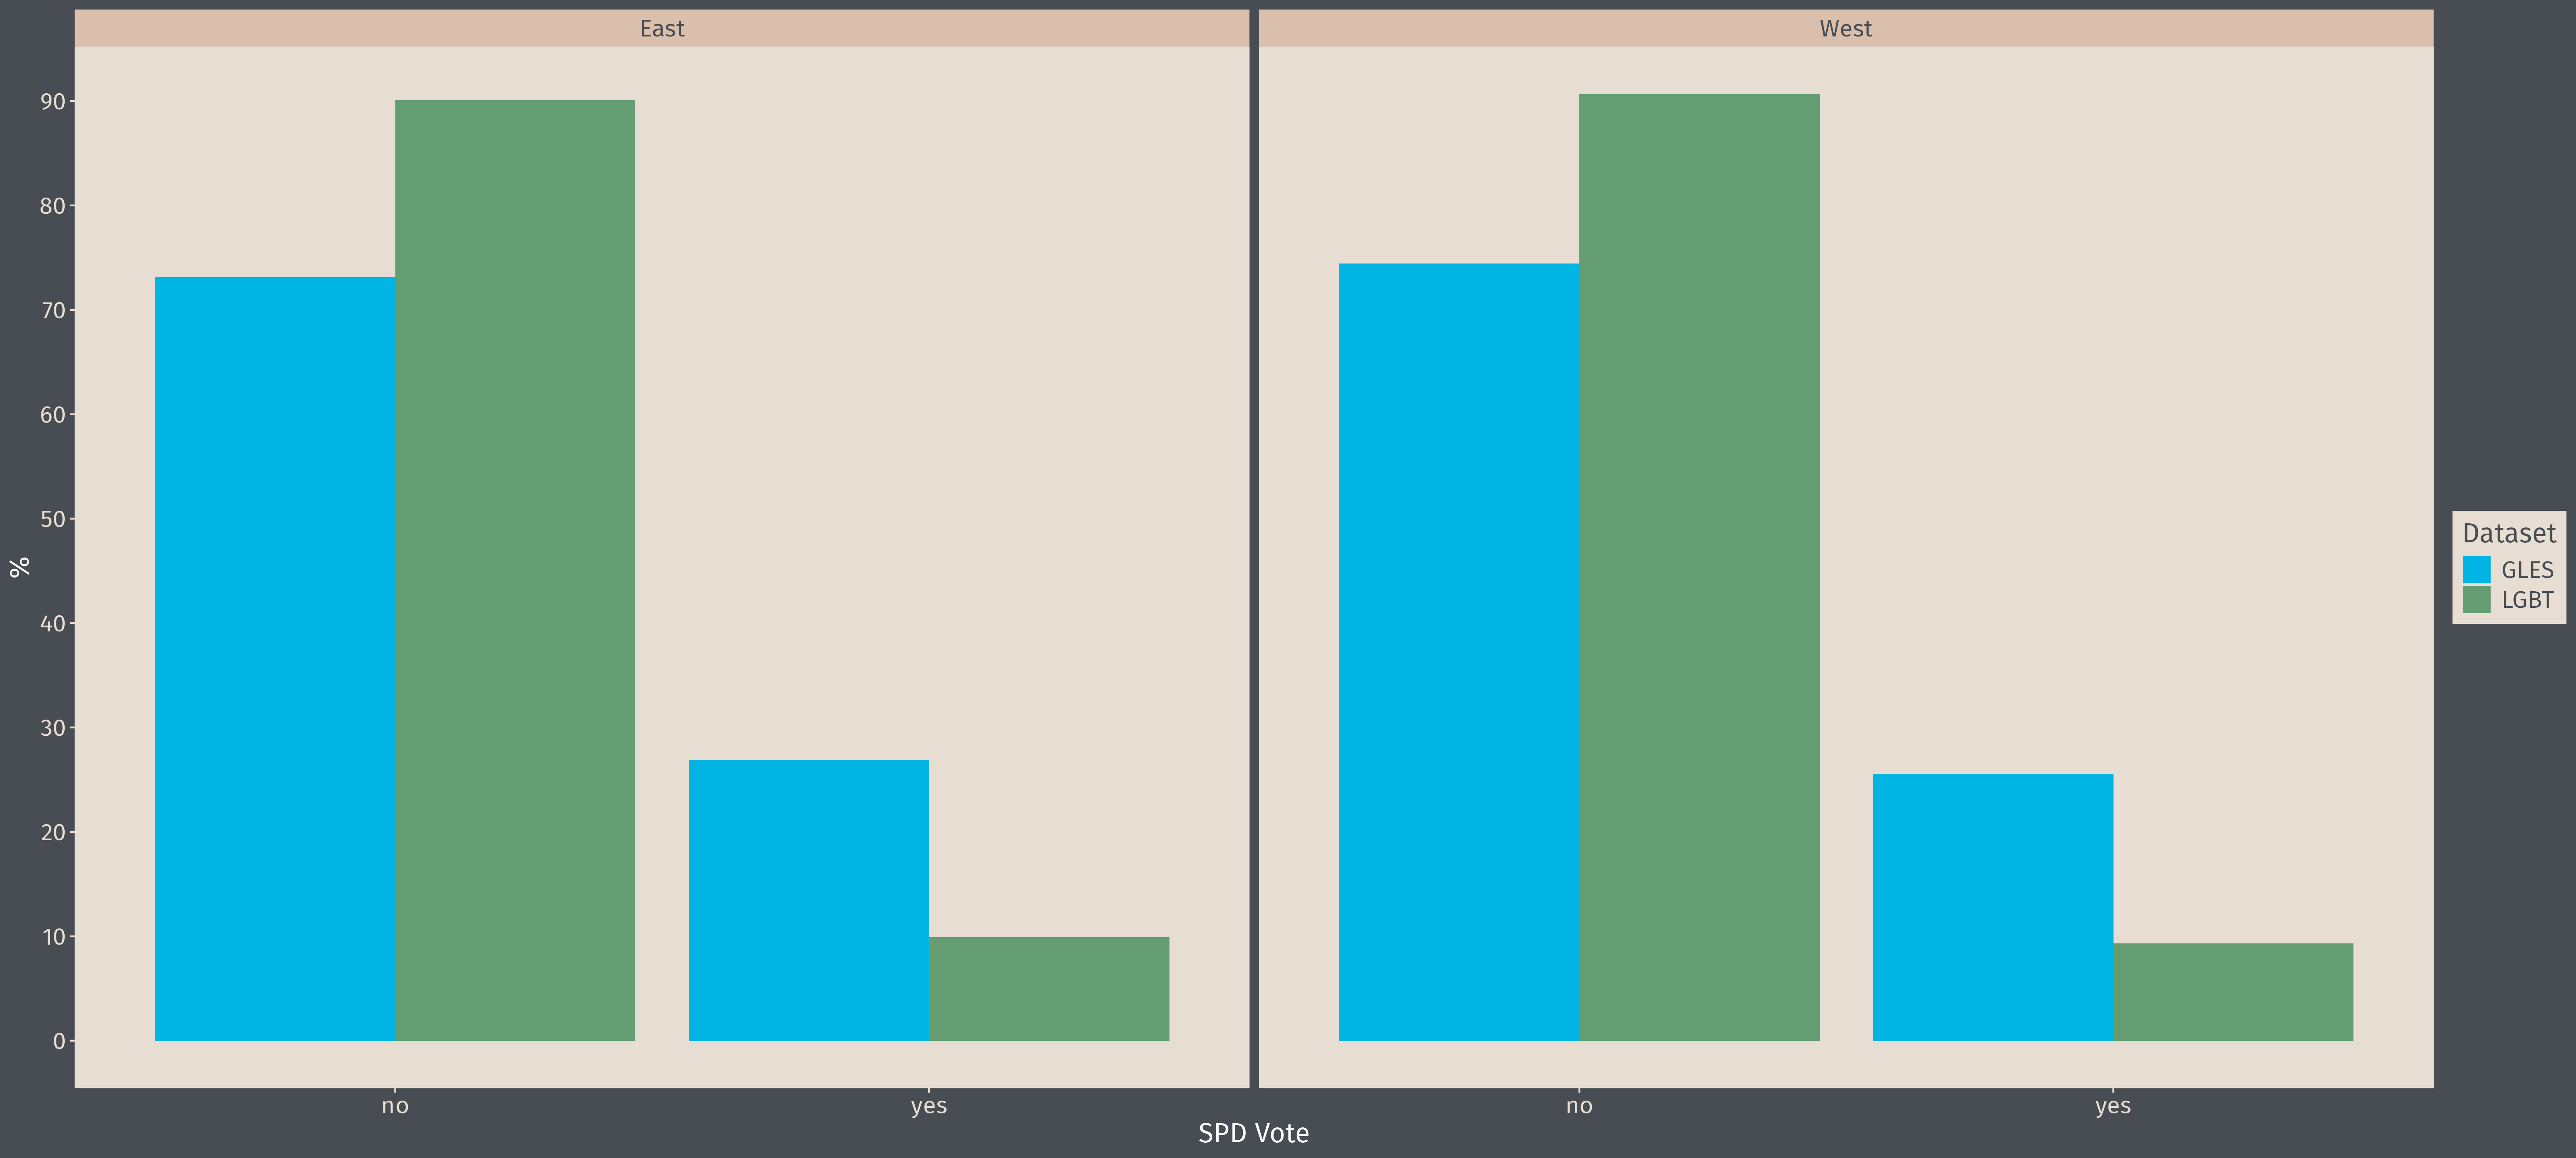 East
West
90
80
70
60
50
40
30
20
10
0
%
no
yes
no
yes
SPD Vote
Dataset
GLES
LGBT